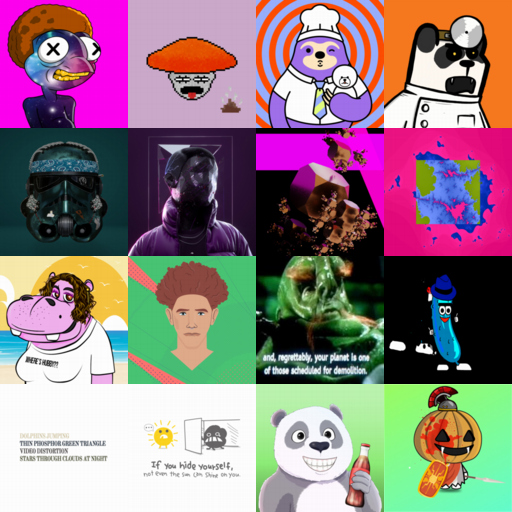 WHERE'S HUBBY?!
and, regrettably, your planet is one
of those scheduled for demolition.
DOLPHINS JUMPING
THEN PHOSPHOR GREEN TRIANGLE
VIDEO DISTORTION
STARS THROUGH CLOUDS AT NIGHT
If you hide yourself,
not even the sun can shine on you.